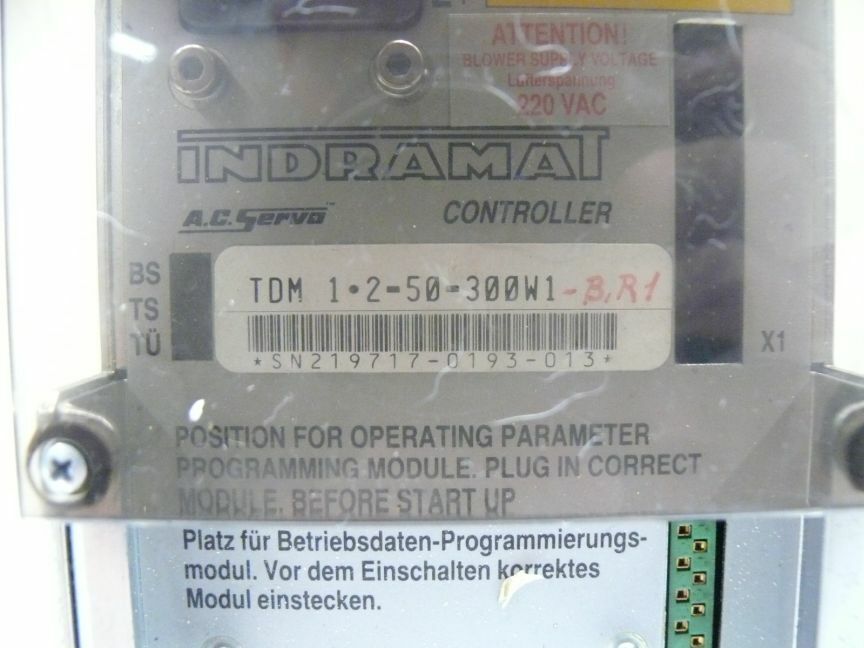 ATTENTION!
BLOWER SUPPLY VOLTAGE
Lüfterspannung
220 VAC
INDRAMAT
A.C. Servo™ CONTROLLER
BS
TS
TÜ
TDM 1•2-50-300W1-B,R1
*SN219717-0193-013*
X1
POSITION FOR OPERATING PARAMETER
PROGRAMMING MODULE. PLUG IN CORRECT
MODULE. BEFORE START UP
Platz für Betriebsdaten-Programmierungs-
modul. Vor dem Einschalten korrektes
Modul einstecken.